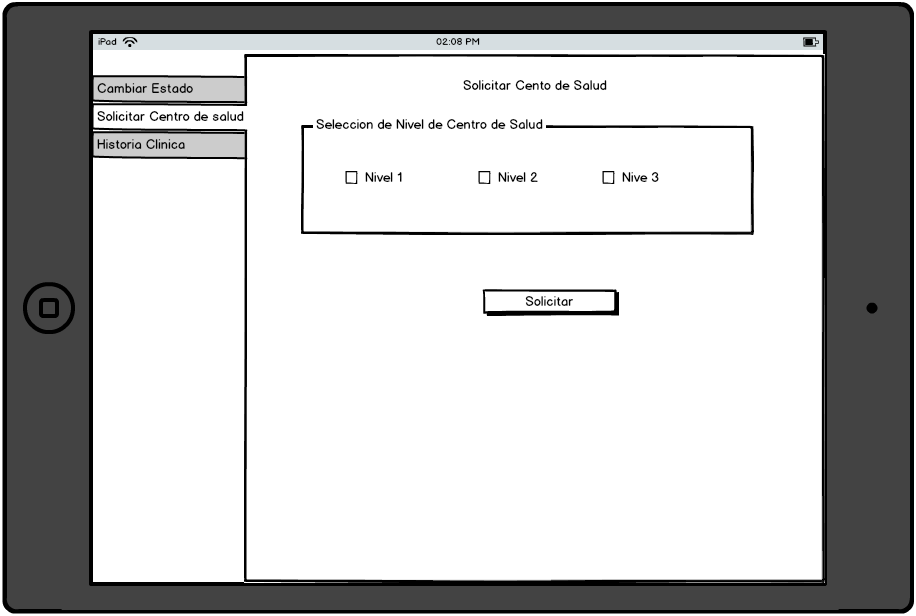 iPad
02:08 PM
Cambiar Estado
Solicitar Centro de salud
Historia Clinica
Solicitar Cento de Salud
Seleccion de Nivel de Centro de Salud
Nivel 1
Nivel 2
Nive 3
Solicitar